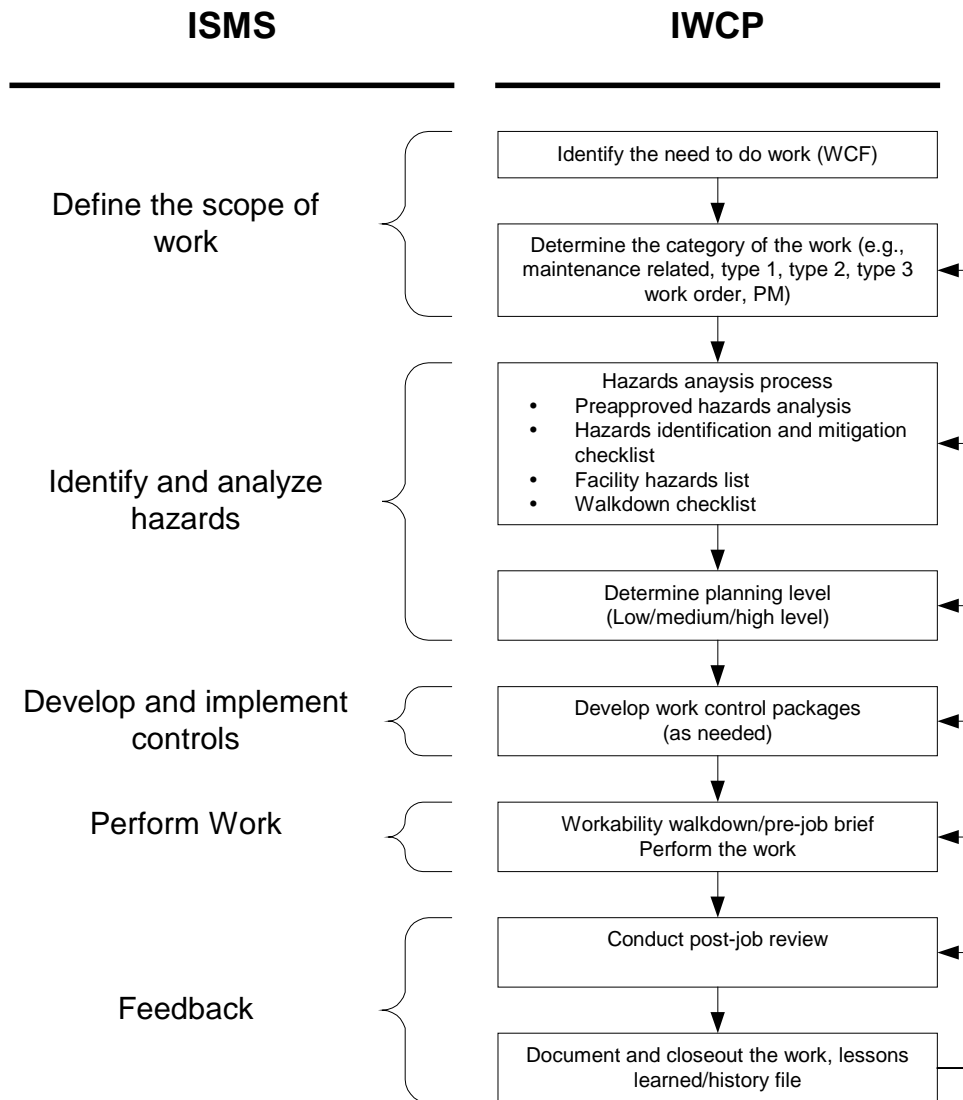 ISMS
IWCP
Define the scope of
work
Identify the need to do work (WCF)
Determine the category of the work (e.g.,
maintenance related, type 1, type 2, type 3
work order, PM)
Identify and analyze
hazards
Hazards anaysis process
• Preapproved hazards analysis
• Hazards identification and mitigation
checklist
• Facility hazards list
• Walkdown checklist
Determine planning level
(Low/medium/high level)
Develop and implement
controls
Develop work control packages
(as needed)
Perform Work
Workability walkdown/pre-job brief
Perform the work
Feedback
Conduct post-job review
Document and closeout the work, lessons
learned/history file